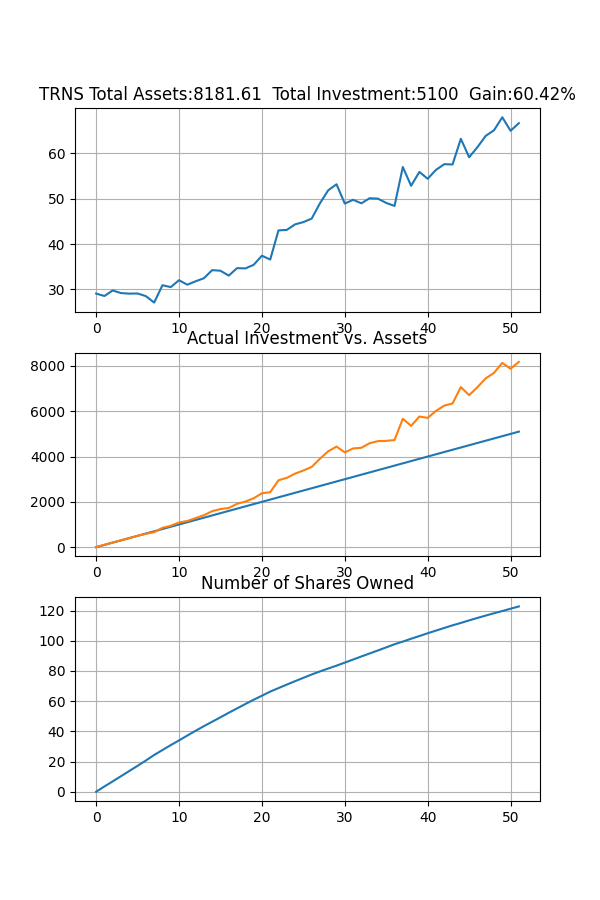 TRNS Total Assets:8181.61  Total Investment:5100  Gain:60.42%
60
50
40
30
0 10 20 30 40 50
Actual Investment vs. Assets
8000
6000
4000
2000
0
0 10 20 30 40 50
Number of Shares Owned
120
100
80
60
40
20
0
0 10 20 30 40 50